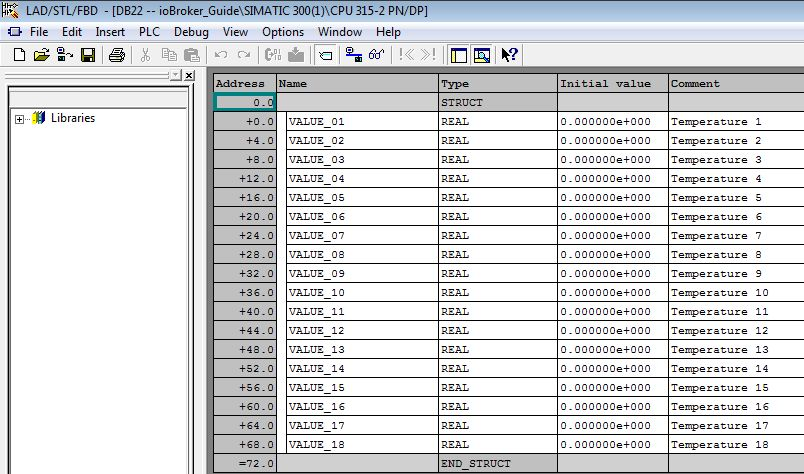 LAD/STL/FBD - [DB22 -- ioBroker_Guide\SIMATIC 300(1)\CPU 315-2 PN/DP]
File Edit Insert PLC Debug View Options Window Help
Libraries
Address Name Type Initial value Comment
0.0 STRUCT
+0.0 VALUE_01 REAL 0.000000e+000 Temperature 1
+4.0 VALUE_02 REAL 0.000000e+000 Temperature 2
+8.0 VALUE_03 REAL 0.000000e+000 Temperature 3
+12.0 VALUE_04 REAL 0.000000e+000 Temperature 4
+16.0 VALUE_05 REAL 0.000000e+000 Temperature 5
+20.0 VALUE_06 REAL 0.000000e+000 Temperature 6
+24.0 VALUE_07 REAL 0.000000e+000 Temperature 7
+28.0 VALUE_08 REAL 0.000000e+000 Temperature 8
+32.0 VALUE_09 REAL 0.000000e+000 Temperature 9
+36.0 VALUE_10 REAL 0.000000e+000 Temperature 10
+40.0 VALUE_11 REAL 0.000000e+000 Temperature 11
+44.0 VALUE_12 REAL 0.000000e+000 Temperature 12
+48.0 VALUE_13 REAL 0.000000e+000 Temperature 13
+52.0 VALUE_14 REAL 0.000000e+000 Temperature 14
+56.0 VALUE_15 REAL 0.000000e+000 Temperature 15
+60.0 VALUE_16 REAL 0.000000e+000 Temperature 16
+64.0 VALUE_17 REAL 0.000000e+000 Temperature 17
+68.0 VALUE_18 REAL 0.000000e+000 Temperature 18
=72.0 END_STRUCT